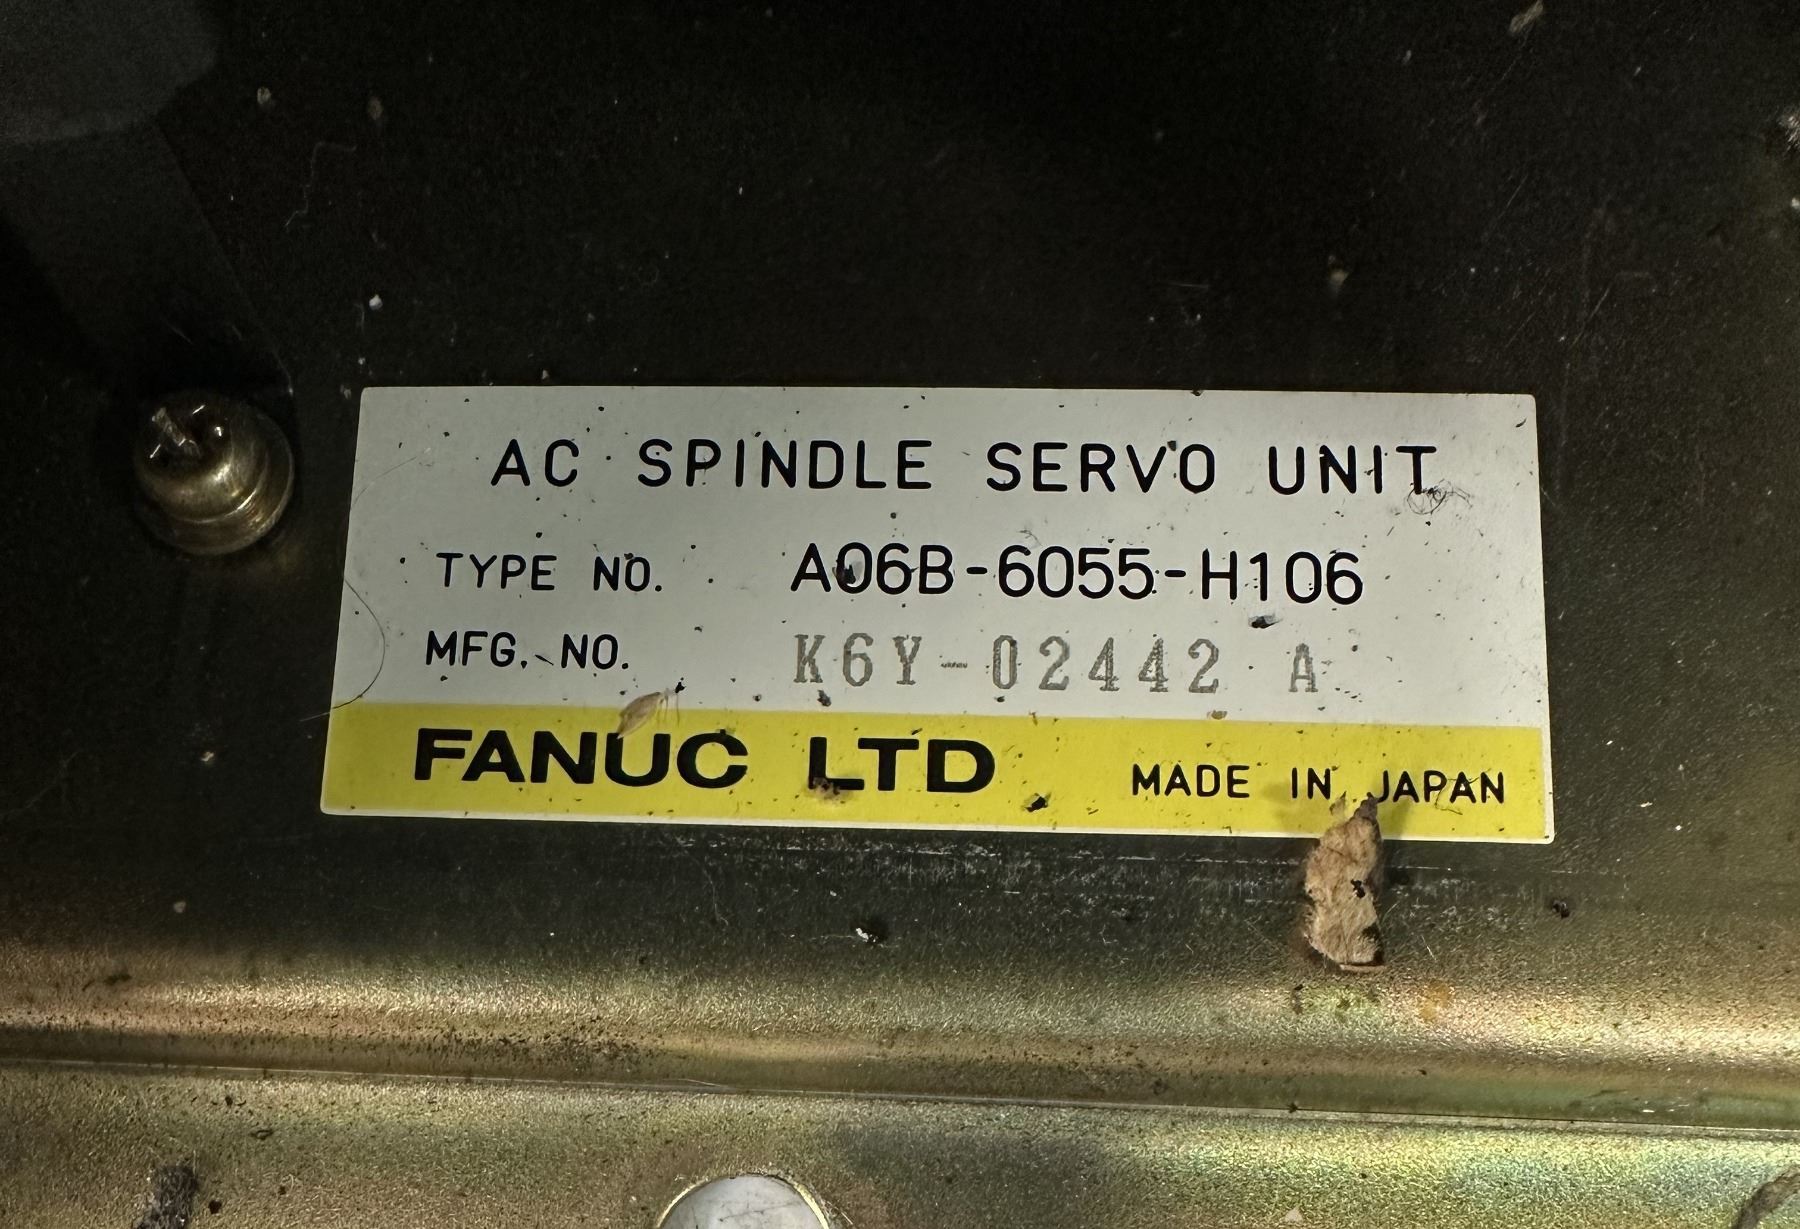 AC SPINDLE SERVO UNIT
TYPE NO. A06B-6055-H106
MFG. NO. K6Y-02442 A
FANUC LTD MADE IN JAPAN